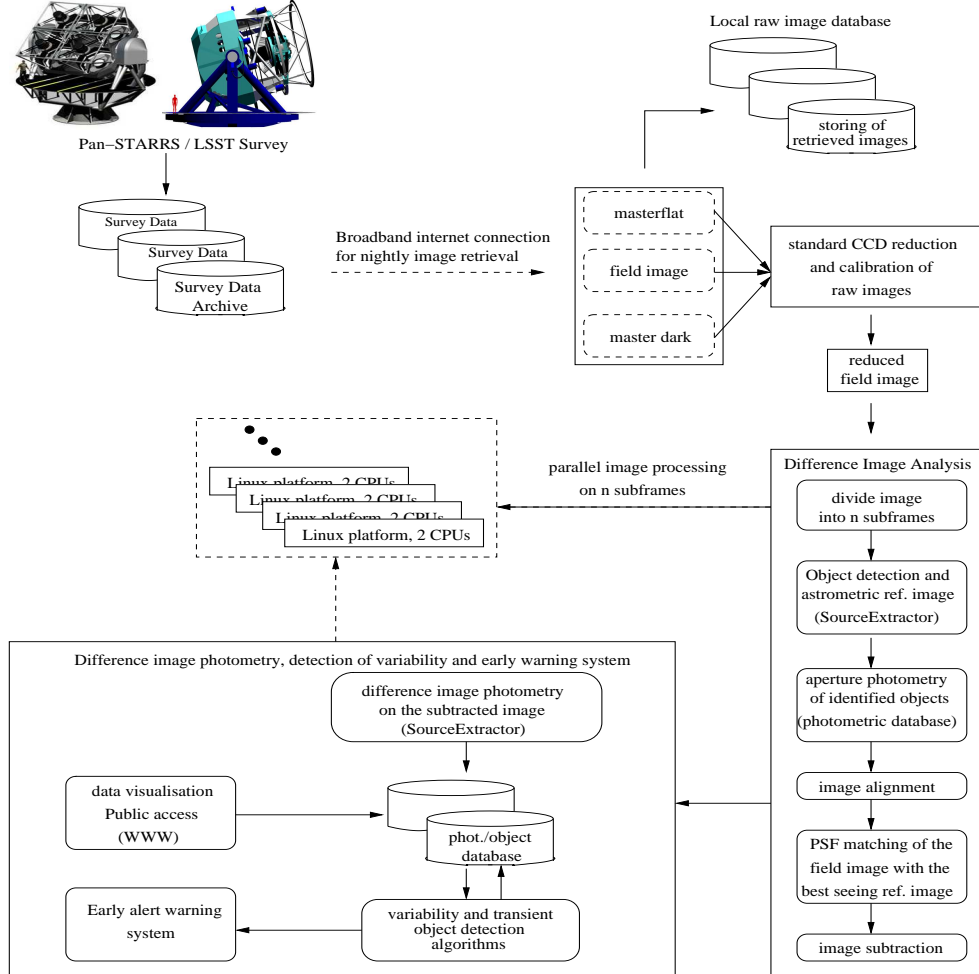 Local raw image database
storing of
retrieved images
Pan–STARRS / LSST Survey
Survey Data
Survey Data
Survey Data
Archive
Broadband internet connection
for nightly image retrieval
masterflat
field image
master dark
standard CCD reduction
and calibration of
raw images
reduced
field image
Linux platform, 2 CPUs
Linux platform, 2 CPUs
Linux platform, 2 CPUs
Linux platform, 2 CPUs
parallel image processing
on n subframes
Difference Image Analysis
divide image
into n subframes
Object detection and
astrometric ref. image
(SourceExtractor)
aperture photometry
of identified objects
(photometric database)
image alignment
PSF matching of the
field image with the
best seeing ref. image
image subtraction
Difference image photometry, detection of variability and early warning system
difference image photometry
on the subtracted image
(SourceExtractor)
data visualisation
Public access
(WWW)
phot./object
database
Early alert warning
system
variability and transient
object detection
algorithms